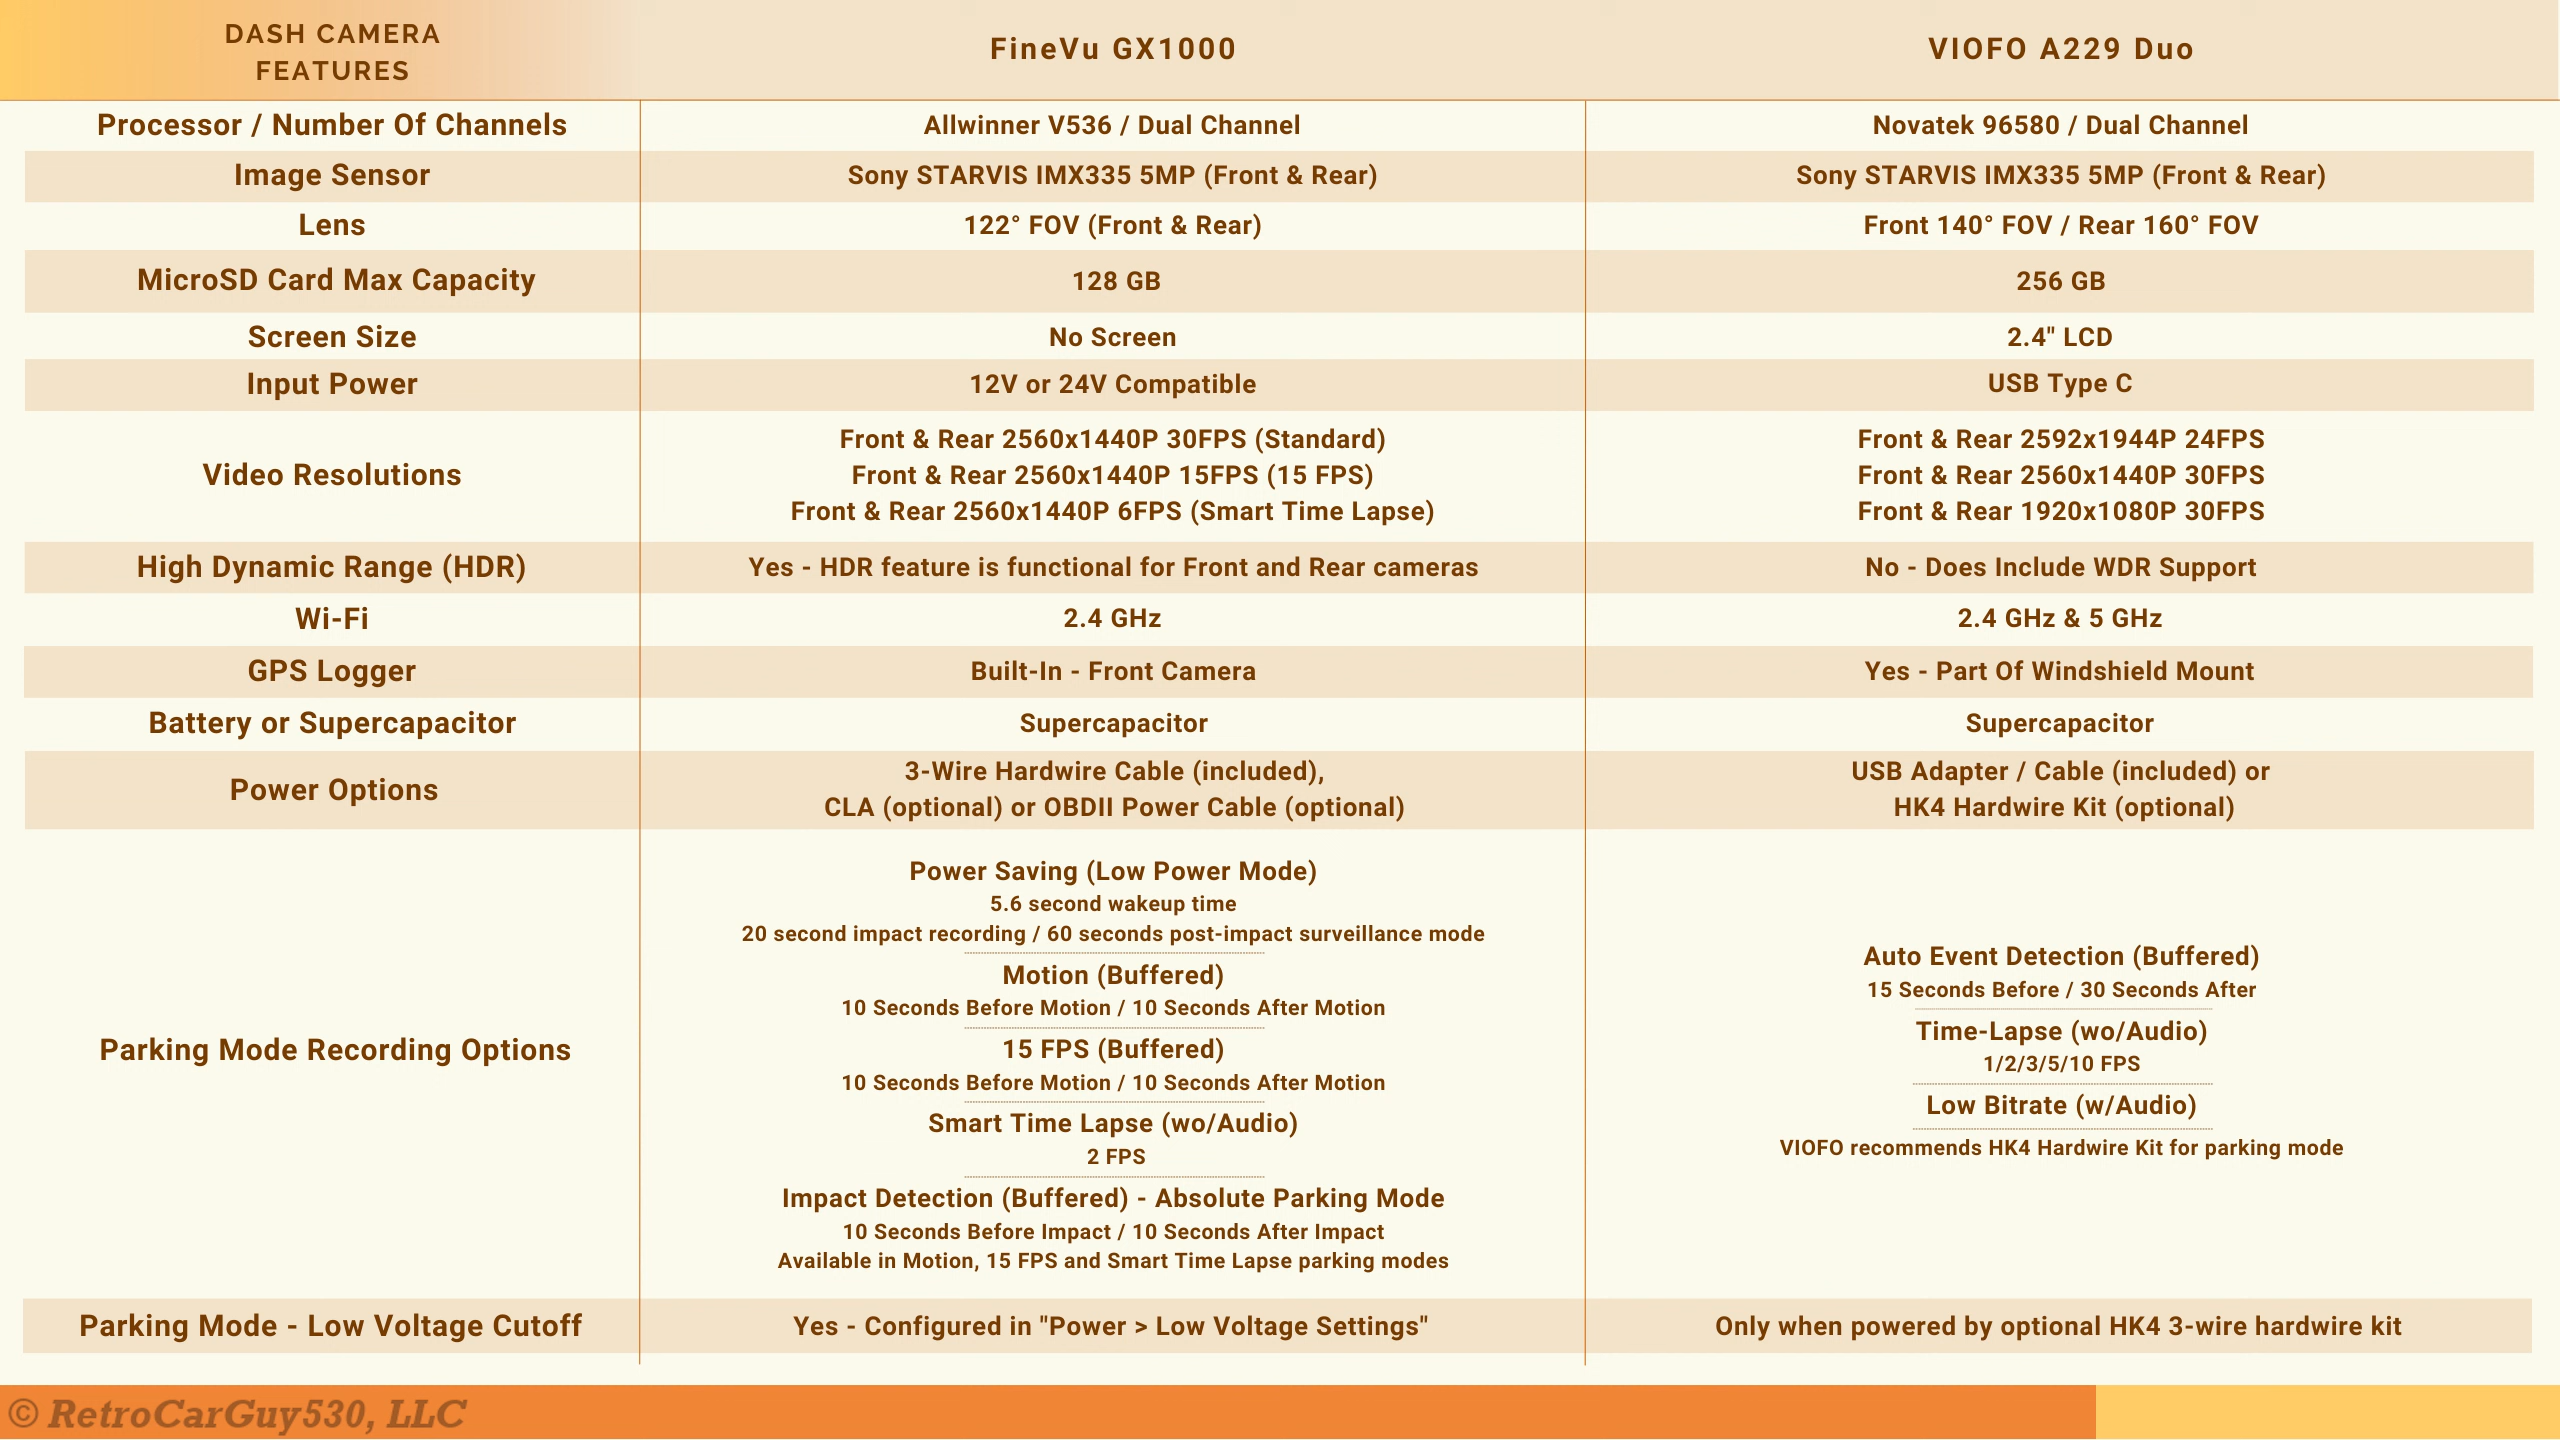 DASH CAMERA
FEATURES
FineVu GX1000
VIOFO A229 Duo
Processor / Number Of Channels
Allwinner V536 / Dual Channel
Novatek 96580 / Dual Channel
Image Sensor
Sony STARVIS IMX335 5MP (Front & Rear)
Sony STARVIS IMX335 5MP (Front & Rear)
Lens
122° FOV (Front & Rear)
Front 140° FOV / Rear 160° FOV
MicroSD Card Max Capacity
128 GB
256 GB
Screen Size
No Screen
2.4" LCD
Input Power
12V or 24V Compatible
USB Type C
Video Resolutions
Front & Rear 2560x1440P 30FPS (Standard)
Front & Rear 2560x1440P 15FPS (15 FPS)
Front & Rear 2560x1440P 6FPS (Smart Time Lapse)
Front & Rear 2592x1944P 24FPS
Front & Rear 2560x1440P 30FPS
Front & Rear 1920x1080P 30FPS
High Dynamic Range (HDR)
Yes - HDR feature is functional for Front and Rear cameras
No - Does Include WDR Support
Wi-Fi
2.4 GHz
2.4 GHz & 5 GHz
GPS Logger
Built-In - Front Camera
Yes - Part Of Windshield Mount
Battery or Supercapacitor
Supercapacitor
Supercapacitor
Power Options
3-Wire Hardwire Cable (included),
CLA (optional) or OBDII Power Cable (optional)
USB Adapter / Cable (included) or
HK4 Hardwire Kit (optional)
Parking Mode Recording Options
Power Saving (Low Power Mode)
5.6 second wakeup time
20 second impact recording / 60 seconds post-impact surveillance mode
Motion (Buffered)
10 Seconds Before Motion / 10 Seconds After Motion
15 FPS (Buffered)
10 Seconds Before Motion / 10 Seconds After Motion
Smart Time Lapse (wo/Audio)
2 FPS
Impact Detection (Buffered) - Absolute Parking Mode
10 Seconds Before Impact / 10 Seconds After Impact
Available in Motion, 15 FPS and Smart Time Lapse parking modes
Auto Event Detection (Buffered)
15 Seconds Before / 30 Seconds After
Time-Lapse (wo/Audio)
1/2/3/5/10 FPS
Low Bitrate (w/Audio)
VIOFO recommends HK4 Hardwire Kit for parking mode
Parking Mode - Low Voltage Cutoff
Yes - Configured in "Power > Low Voltage Settings"
Only when powered by optional HK4 3-wire hardwire kit
© RetroCarGuy530, LLC